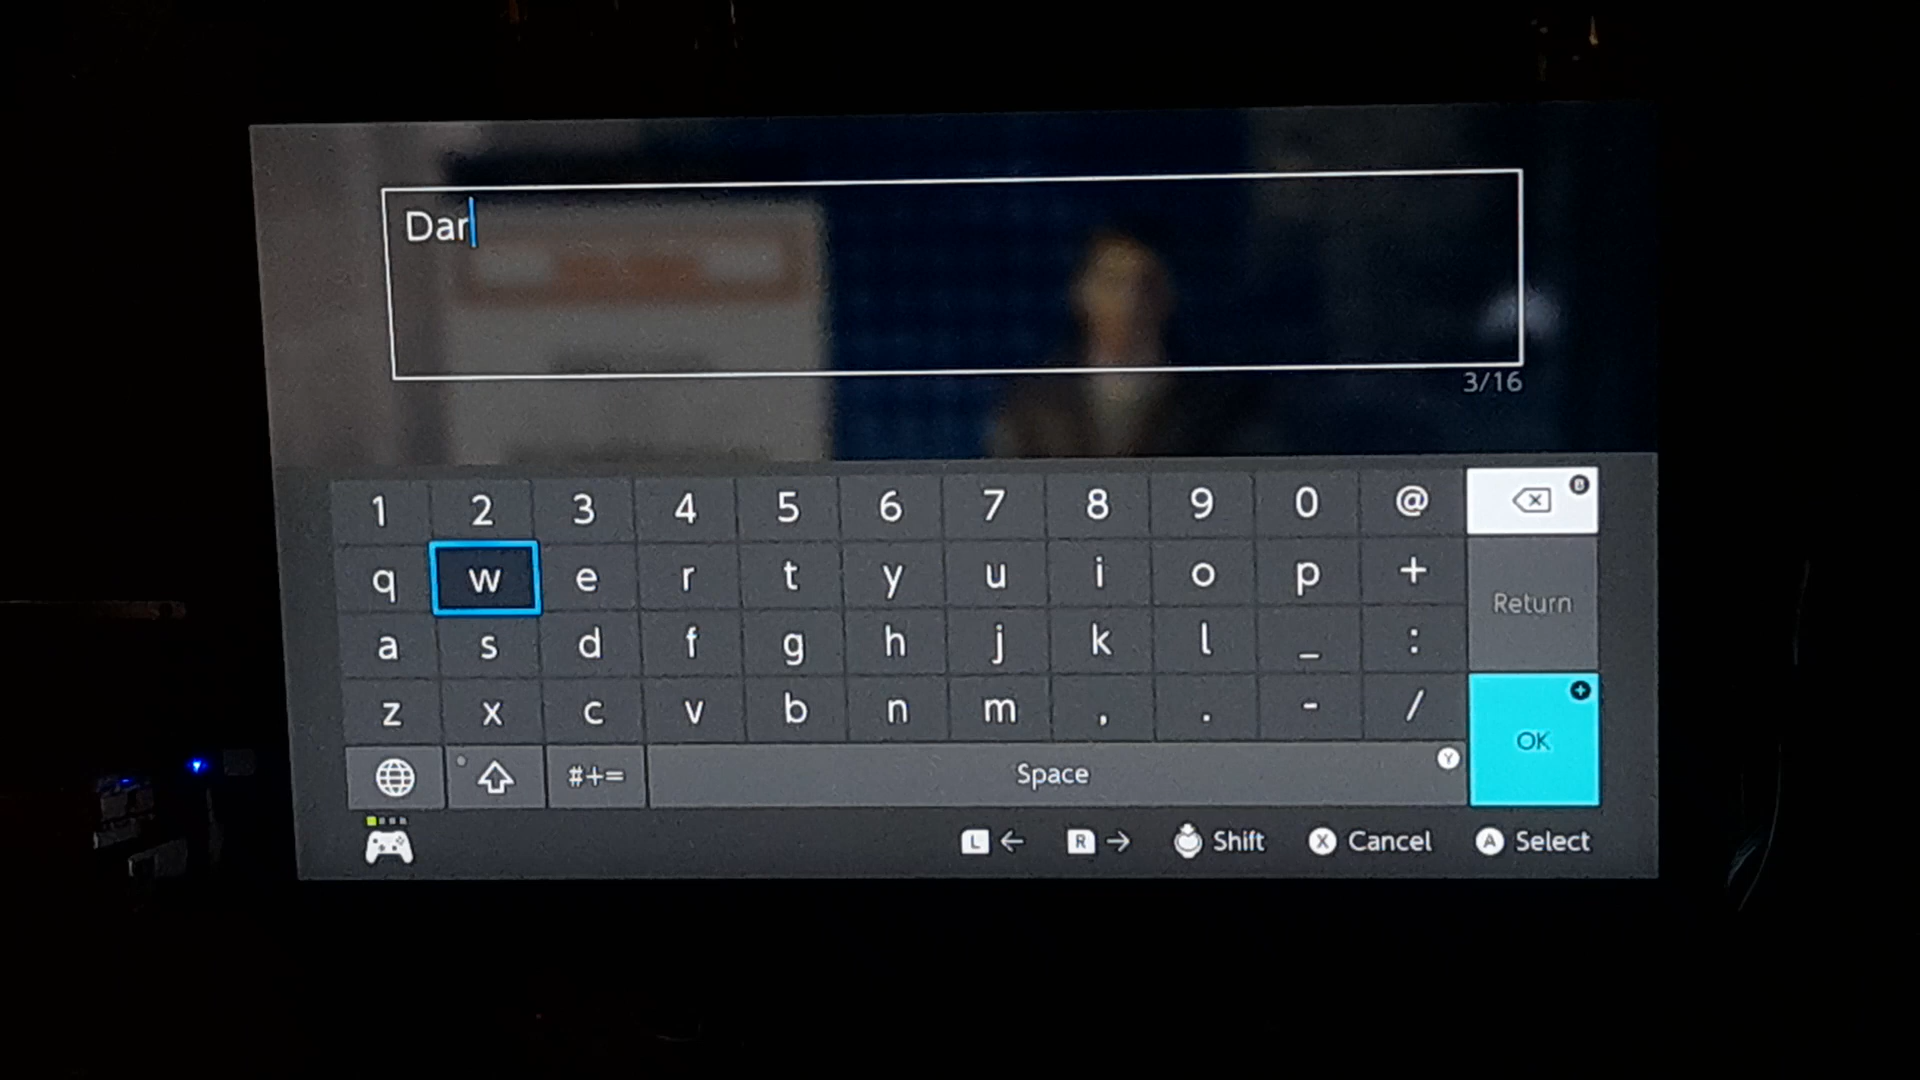 Dar
3/16
1 2 3 4 5 6 7 8 9 0 @ B
q w e r t y u i o p + Return
a s d f g h j k l _ :
z x c v b n m , . - / OK +
#+= Space Y
L ← R → Shift X Cancel A Select